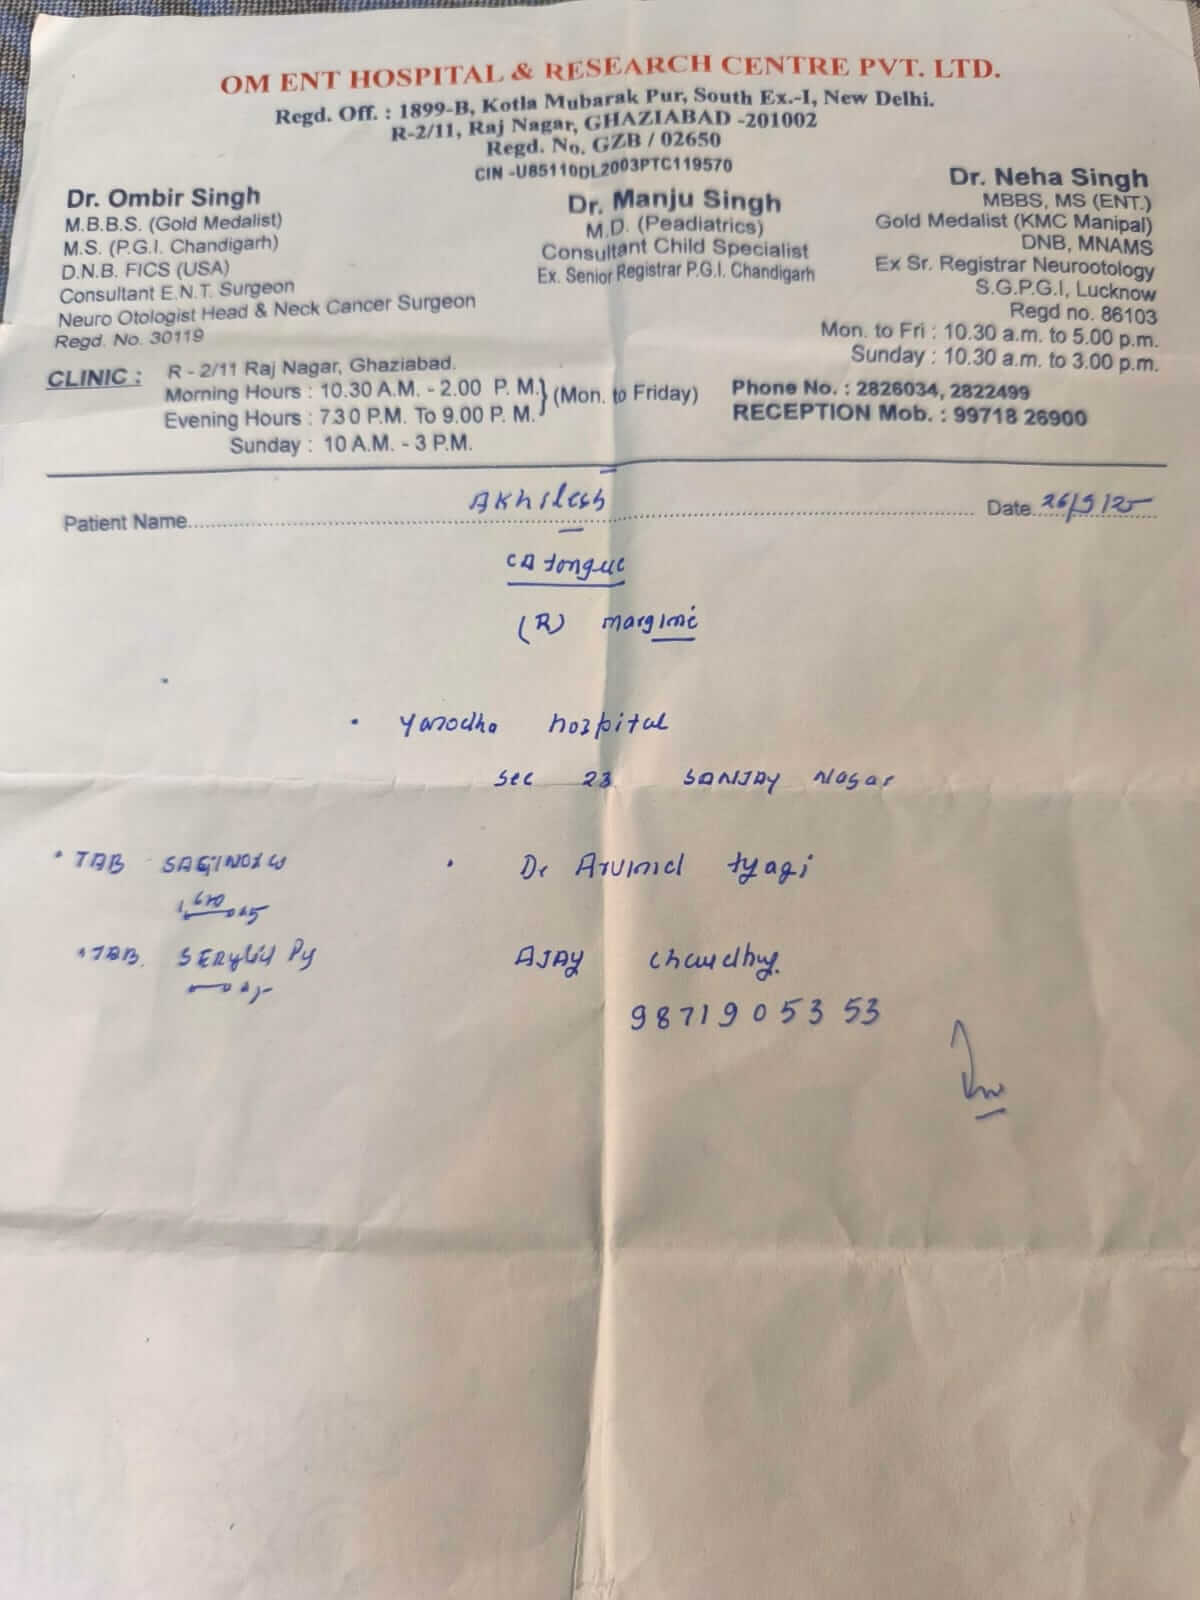 OM ENT HOSPITAL & RESEARCH CENTRE PVT. LTD.
Regd. Off. : 1899-B, Kotla Mubarak Pur, South Ex.-I, New Delhi.
R-2/11, Raj Nagar, GHAZIABAD -201002
Regd. No. GZB / 02650
CIN -U85110DL2003PTC119570
Dr. Ombir Singh
M.B.B.S. (Gold Medalist)
M.S. (P.G.I. Chandigarh)
D.N.B. FICS (USA)
Consultant E.N.T. Surgeon
Neuro Otologist Head & Neck Cancer Surgeon
Regd. No. 30119
Dr. Manju Singh
M.D. (Peadiatrics)
Consultant Child Specialist
Ex. Senior Registrar P.G.I. Chandigarh
Dr. Neha Singh
MBBS, MS (ENT.)
Gold Medalist (KMC Manipal)
DNB, MNAMS
Ex Sr. Registrar Neurootology
S.G.P.G.I, Lucknow
Regd no. 86103
Mon. to Fri : 10.30 a.m. to 5.00 p.m.
Sunday : 10.30 a.m. to 3.00 p.m.
CLINIC : R - 2/11 Raj Nagar, Ghaziabad.
Morning Hours : 10.30 A.M. - 2.00 P. M.
Evening Hours : 7.30 P.M. To 9.00 P. M. } (Mon. to Friday)
Sunday : 10 A.M. - 3 P.M.
Phone No. : 2826034, 2822499
RECEPTION Mob. : 99718 26900
Patient Name Akhilesh Date 26/9/25
CA tongue
(R)
• hospital
Sec 23 SANJAY Nagar
• TAB
• Dr Arvind tyagi
• TAB.
AJAY
9871905353